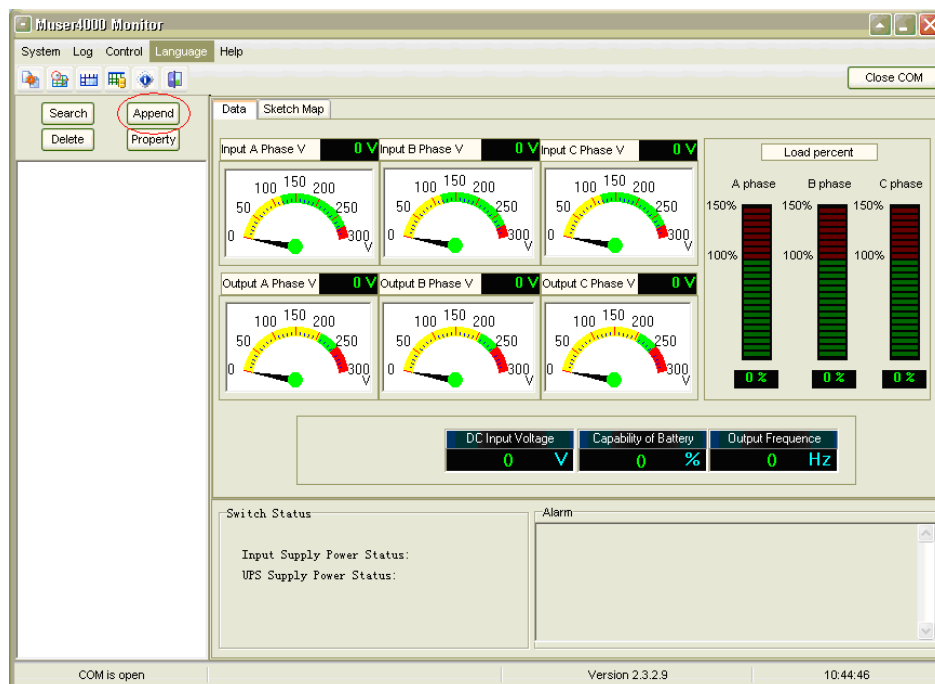 Muser4000 Monitor
System Log Control Language Help
Close COM
Search Append
Delete Property
Data Sketch Map
Input A Phase V 0 V Input B Phase V 0 V Input C Phase V 0 V
0 50 100 150 200 250 300 V
0 50 100 150 200 250 300 V
0 50 100 150 200 250 300 V
Output A Phase V 0 V Output B Phase V 0 V Output C Phase V 0 V
0 50 100 150 200 250 300 V
0 50 100 150 200 250 300 V
0 50 100 150 200 250 300 V
Load percent
A phase B phase C phase
150% 150% 150%
100% 100% 100%
0 % 0 % 0 %
DC Input Voltage Capability of Battery Output Frequence
0 V 0 % 0 Hz
Switch Status
Input Supply Power Status:
UPS Supply Power Status:
Alarm
COM is open Version 2.3.2.9 10:44:46